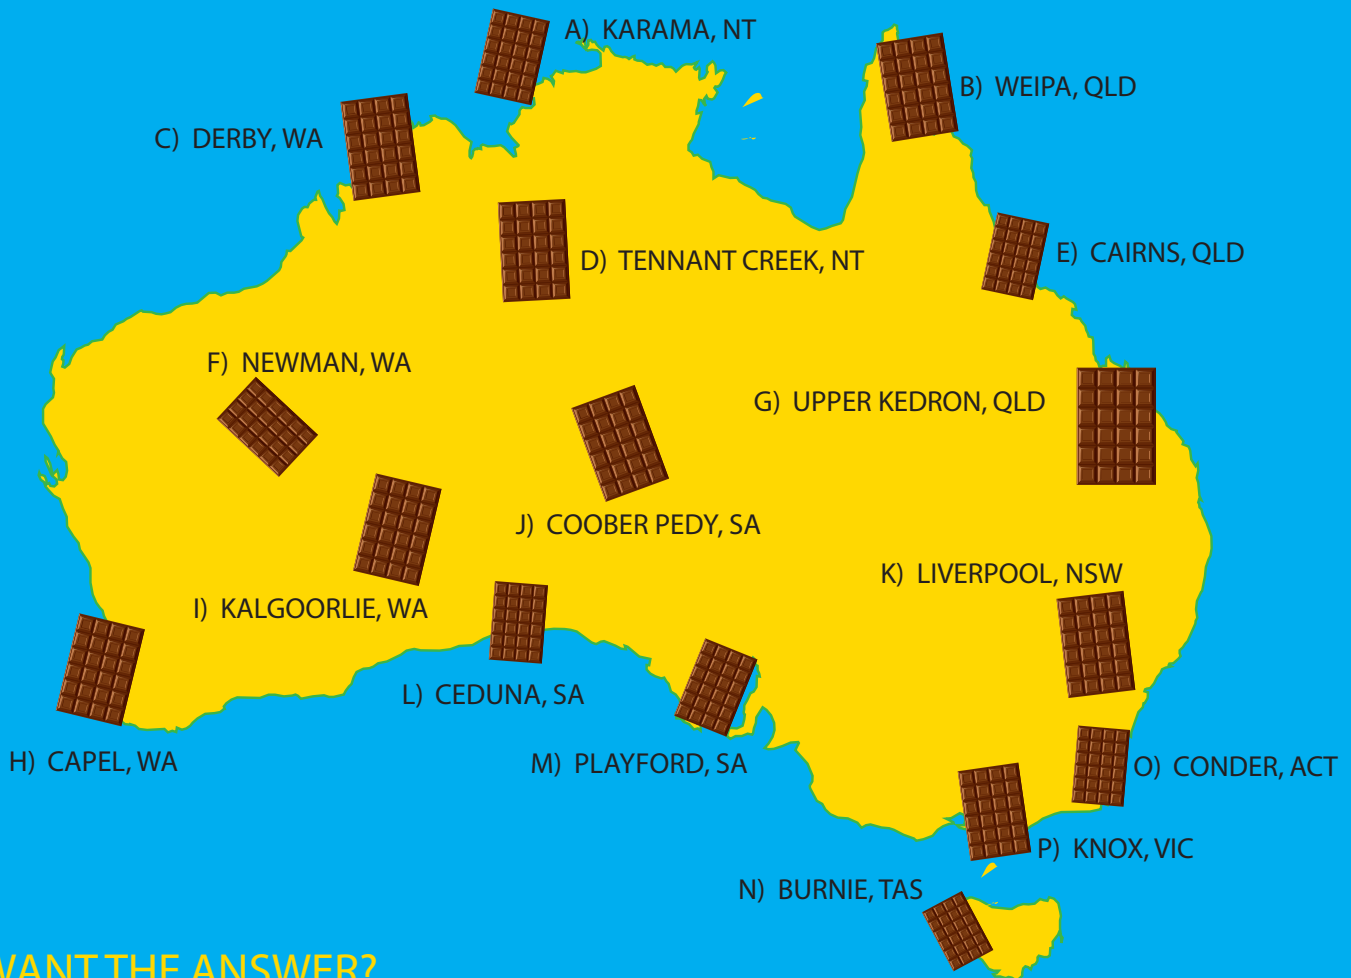 A) KARAMA, NT
B) WEIPA, QLD
C) DERBY, WA
D) TENNANT CREEK, NT
E) CAIRNS, QLD
F) NEWMAN, WA
G) UPPER KEDRON, QLD
J) COOBER PEDY, SA
K) LIVERPOOL, NSW
I) KALGOORLIE, WA
L) CEDUNA, SA
H) CAPEL, WA
M) PLAYFORD, SA
O) CONDER, ACT
P) KNOX, VIC
N) BURNIE, TAS
WANT THE ANSWER?